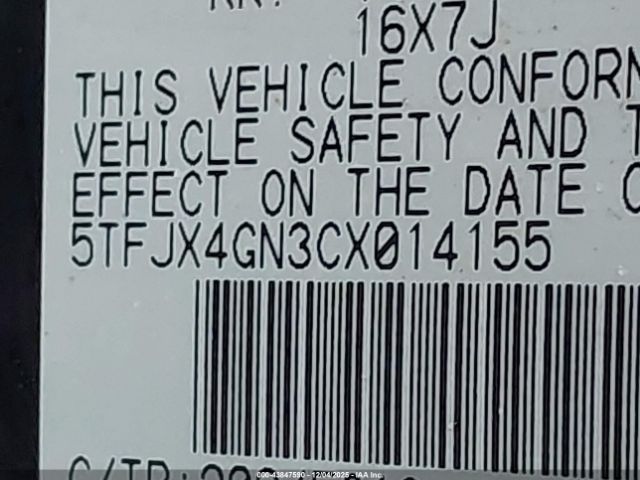 16X7J
THIS VEHICLE CONFORM
VEHICLE SAFETY AND T
EFFECT ON THE DATE O
5TFJX4GN3CX014155
000-43847590 - 12/04/2025 - IAA Inc.